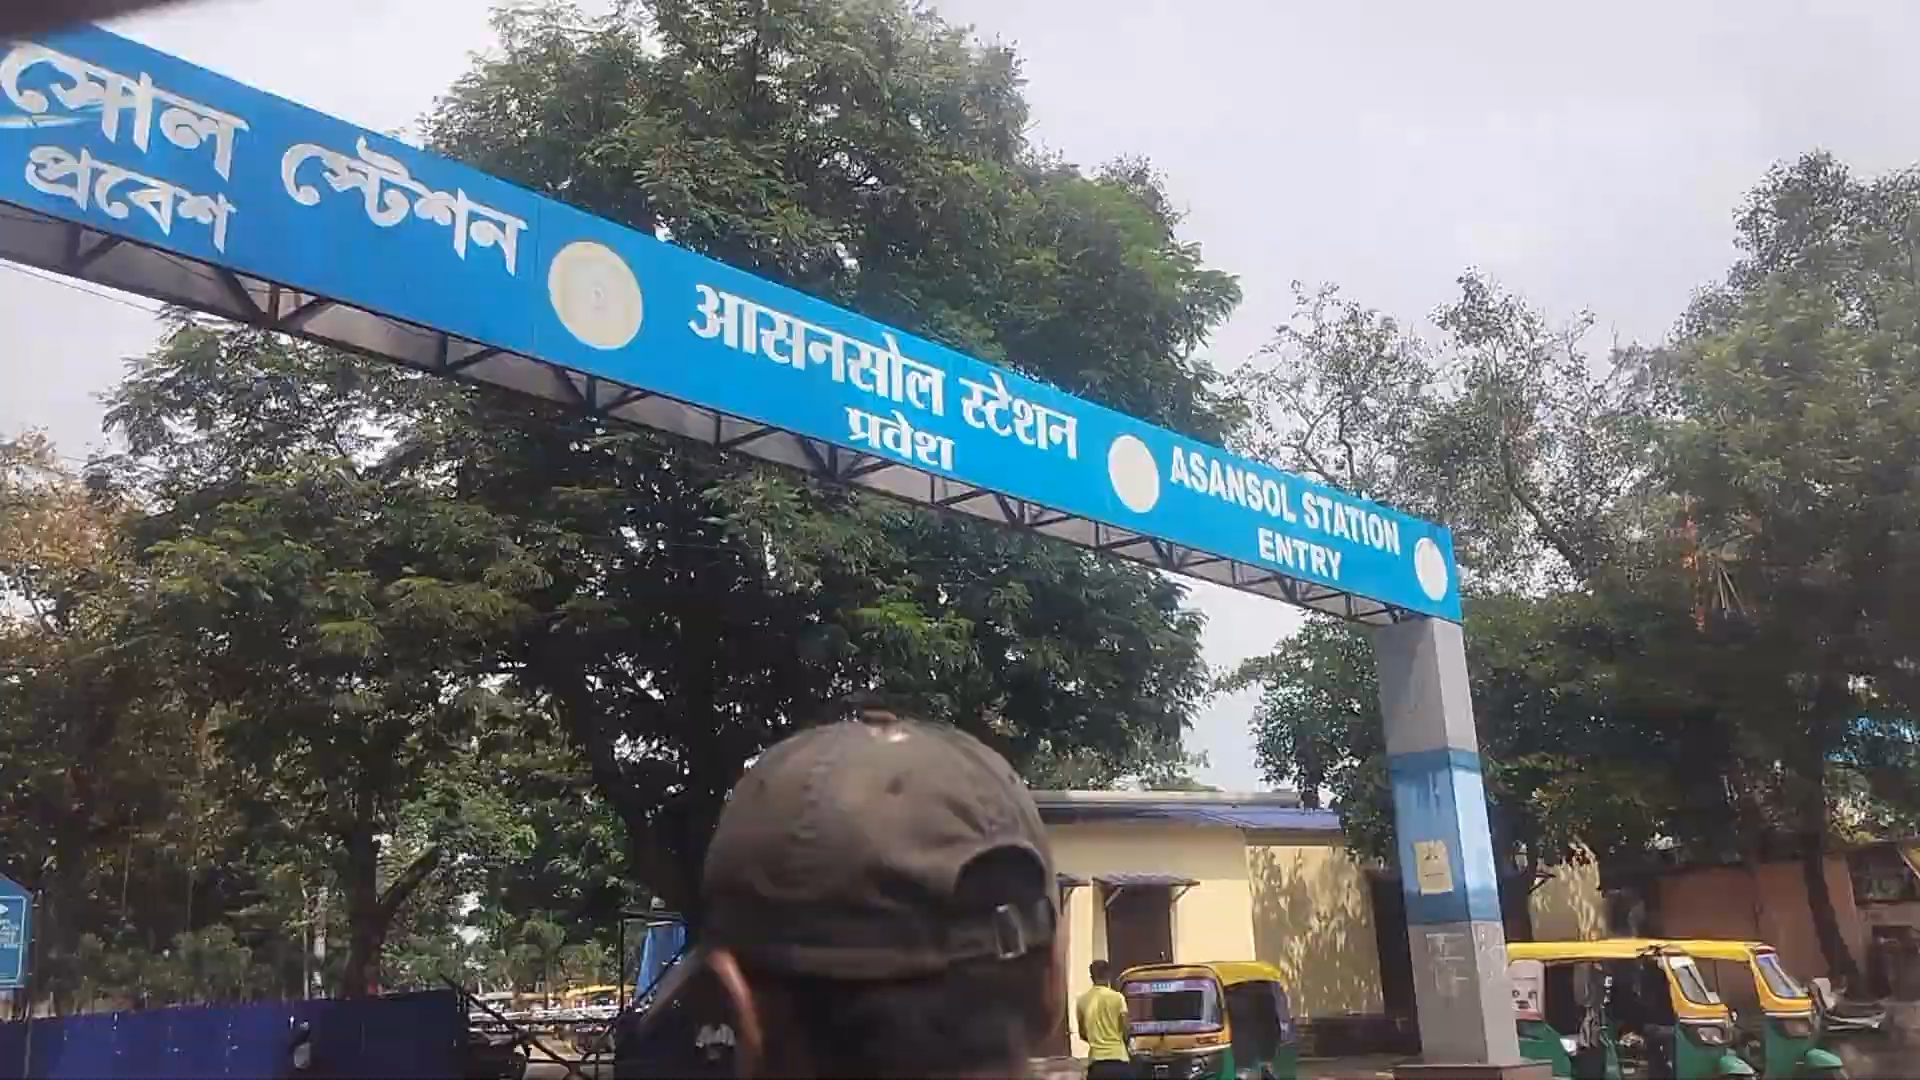 সোল স্টেশন
প্রবেশ
आसनसोल स्टेशन
प्रवेश
ASANSOL STATION
ENTRY